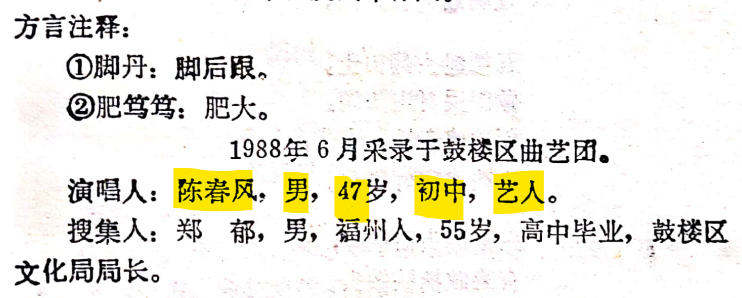 方言注释：
①脚丹：脚后跟。
②肥笃笃：肥大。
1988年6月采录于鼓楼区曲艺团。
演唱人：陈春风，男，47岁，初中，艺人。
搜集人：郑　郁，男，福州人，55岁，高中毕业，鼓楼区
文化局局长。